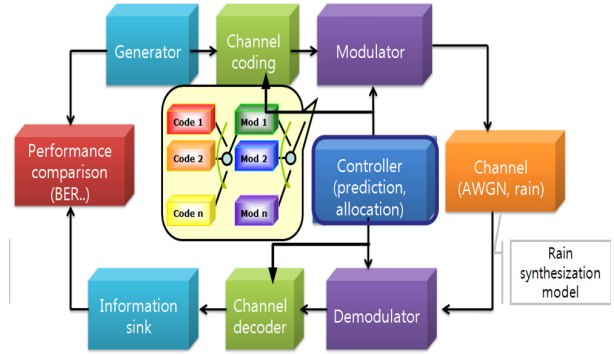 Generator
Channel
coding
Modulator
Code 1
Mod 1
Code 2
Mod 2
Code n
Mod n
Performance
comparison
(BER..)
Controller
(prediction,
allocation)
Channel
(AWGN, rain)
Rain
synthesization
model
Information
sink
Channel
decoder
Demodulator